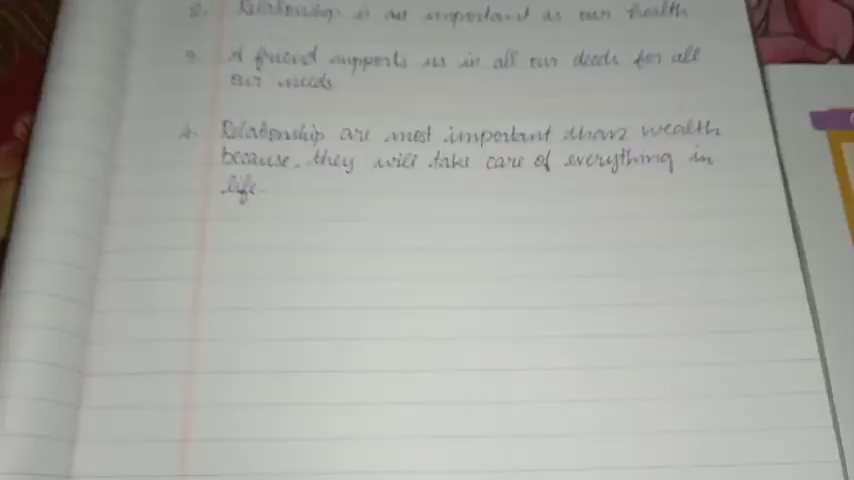 Relationship is as important as our health
A friend supports us in all our deeds for all
our needs
Relationship are most important than wealth
because. they will take care of everything in
life.